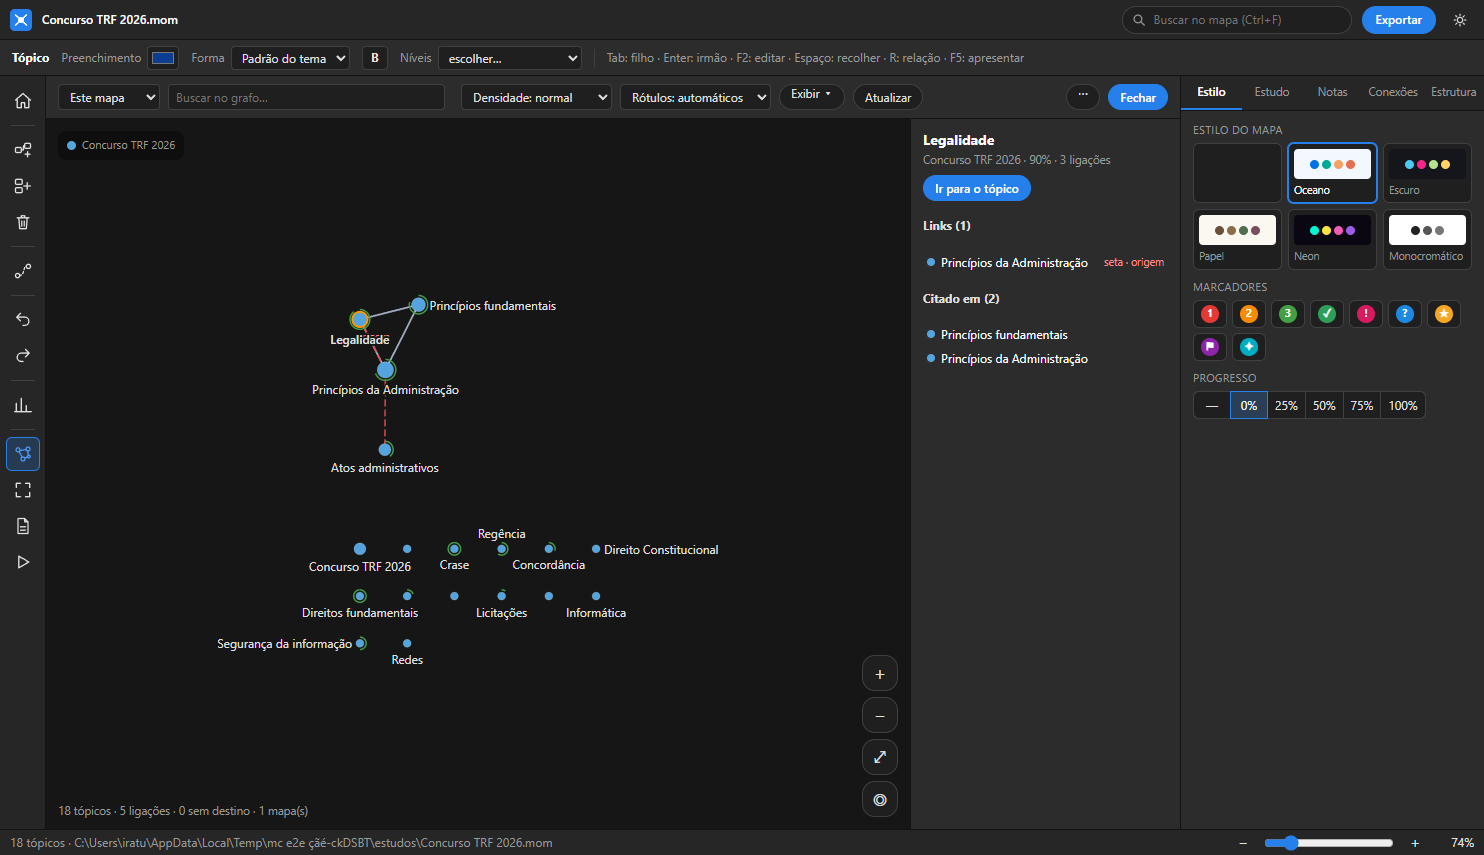 Concurso TRF 2026.mom
Buscar no mapa (Ctrl+F)
Exportar
Tópico
Preenchimento
Forma
Padrão do tema
B
Níveis
escolher...
Tab: filho · Enter: irmão · F2: editar · Espaço: recolher · R: relação · F5: apresentar
Este mapa
Buscar no grafo...
Densidade: normal
Rótulos: automáticos
Exibir
Atualizar
...
Fechar
Concurso TRF 2026
Princípios fundamentais
Legalidade
Princípios da Administração
Atos administrativos
Regência
Direito Constitucional
Concurso TRF 2026
Crase
Concordância
Direitos fundamentais
Licitações
Informática
Segurança da informação
Redes
+
−
18 tópicos · 5 ligações · 0 sem destino · 1 mapa(s)
Legalidade
Concurso TRF 2026 · 90% · 3 ligações
Ir para o tópico
Links (1)
Princípios da Administração
seta · origem
Citado em (2)
Princípios fundamentais
Princípios da Administração
Estilo
Estudo
Notas
Conexões
Estrutura
ESTILO DO MAPA
Oceano
Escuro
Papel
Neon
Monocromático
MARCADORES
1
2
3
!
?
PROGRESSO
—
0%
25%
50%
75%
100%
18 tópicos · C:\Users\iratu\AppData\Local\Temp\mc e2e çãé-ckDSBT\estudos\Concurso TRF 2026.mom
−
+
74%